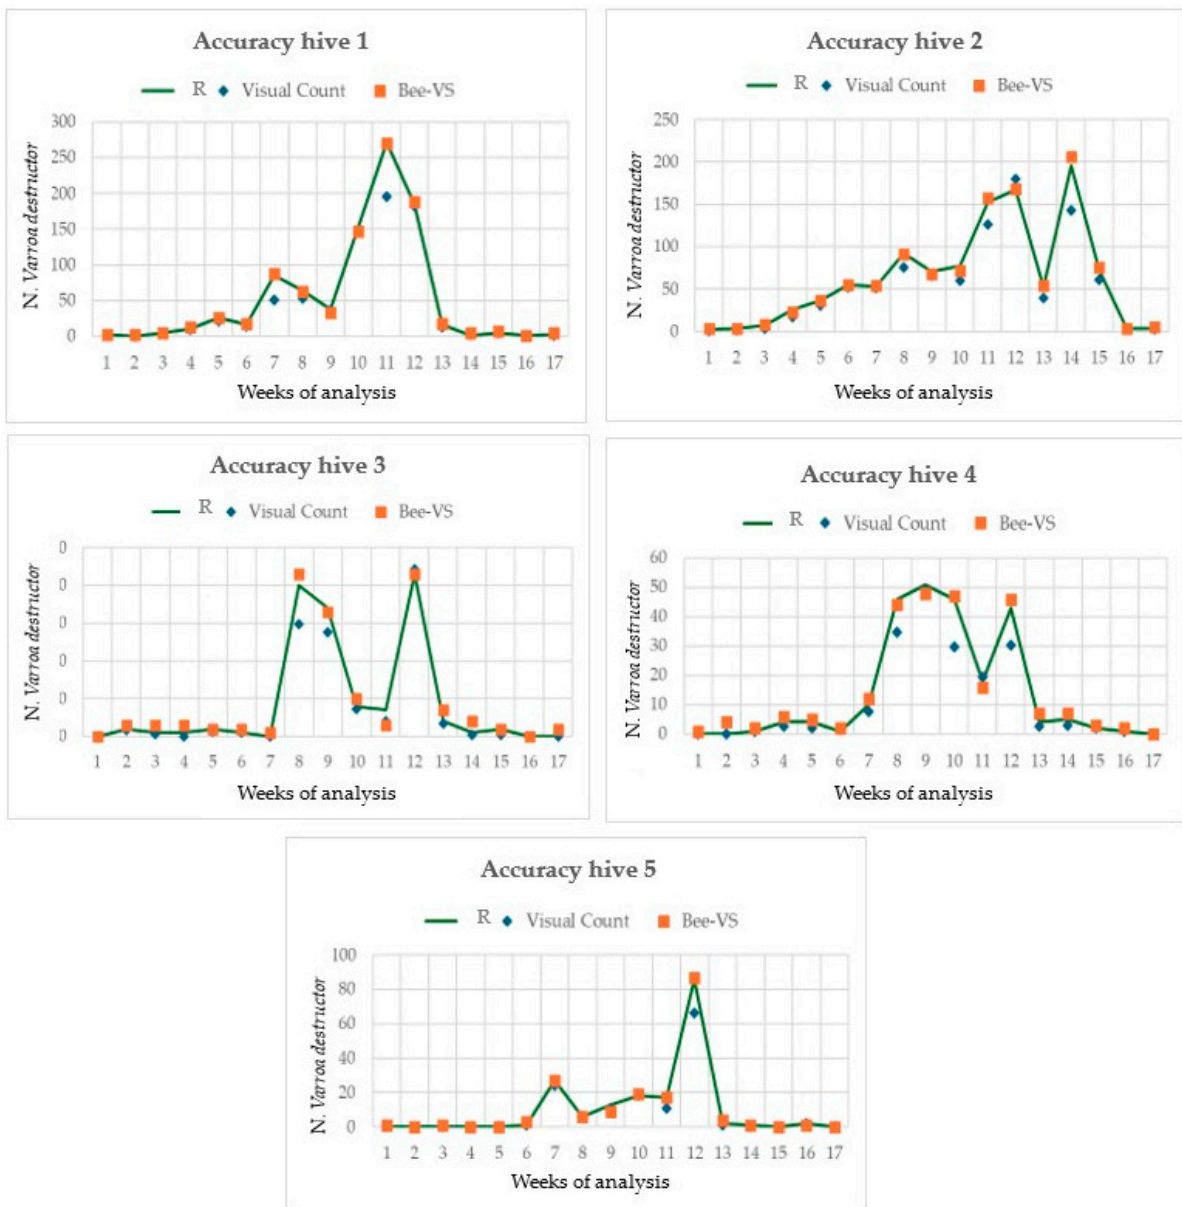 Accuracy hive 1
R Visual Count Bee-VS
300
250
200
150
100
50
0
N. Varroa destructor
1 2 3 4 5 6 7 8 9 10 11 12 13 14 15 16 17
Weeks of analysis
Accuracy hive 2
R Visual Count Bee-VS
250
200
150
100
50
0
N. Varroa destructor
1 2 3 4 5 6 7 8 9 10 11 12 13 14 15 16 17
Weeks of analysis
Accuracy hive 3
R Visual Count Bee-VS
0
0
0
0
0
0
N. Varroa destructor
1 2 3 4 5 6 7 8 9 10 11 12 13 14 15 16 17
Weeks of analysis
Accuracy hive 4
R Visual Count Bee-VS
60
50
40
30
20
10
0
N. Varroa destructor
1 2 3 4 5 6 7 8 9 10 11 12 13 14 15 16 17
Weeks of analysis
Accuracy hive 5
R Visual Count Bee-VS
100
80
60
40
20
0
N. Varroa destructor
1 2 3 4 5 6 7 8 9 10 11 12 13 14 15 16 17
Weeks of analysis